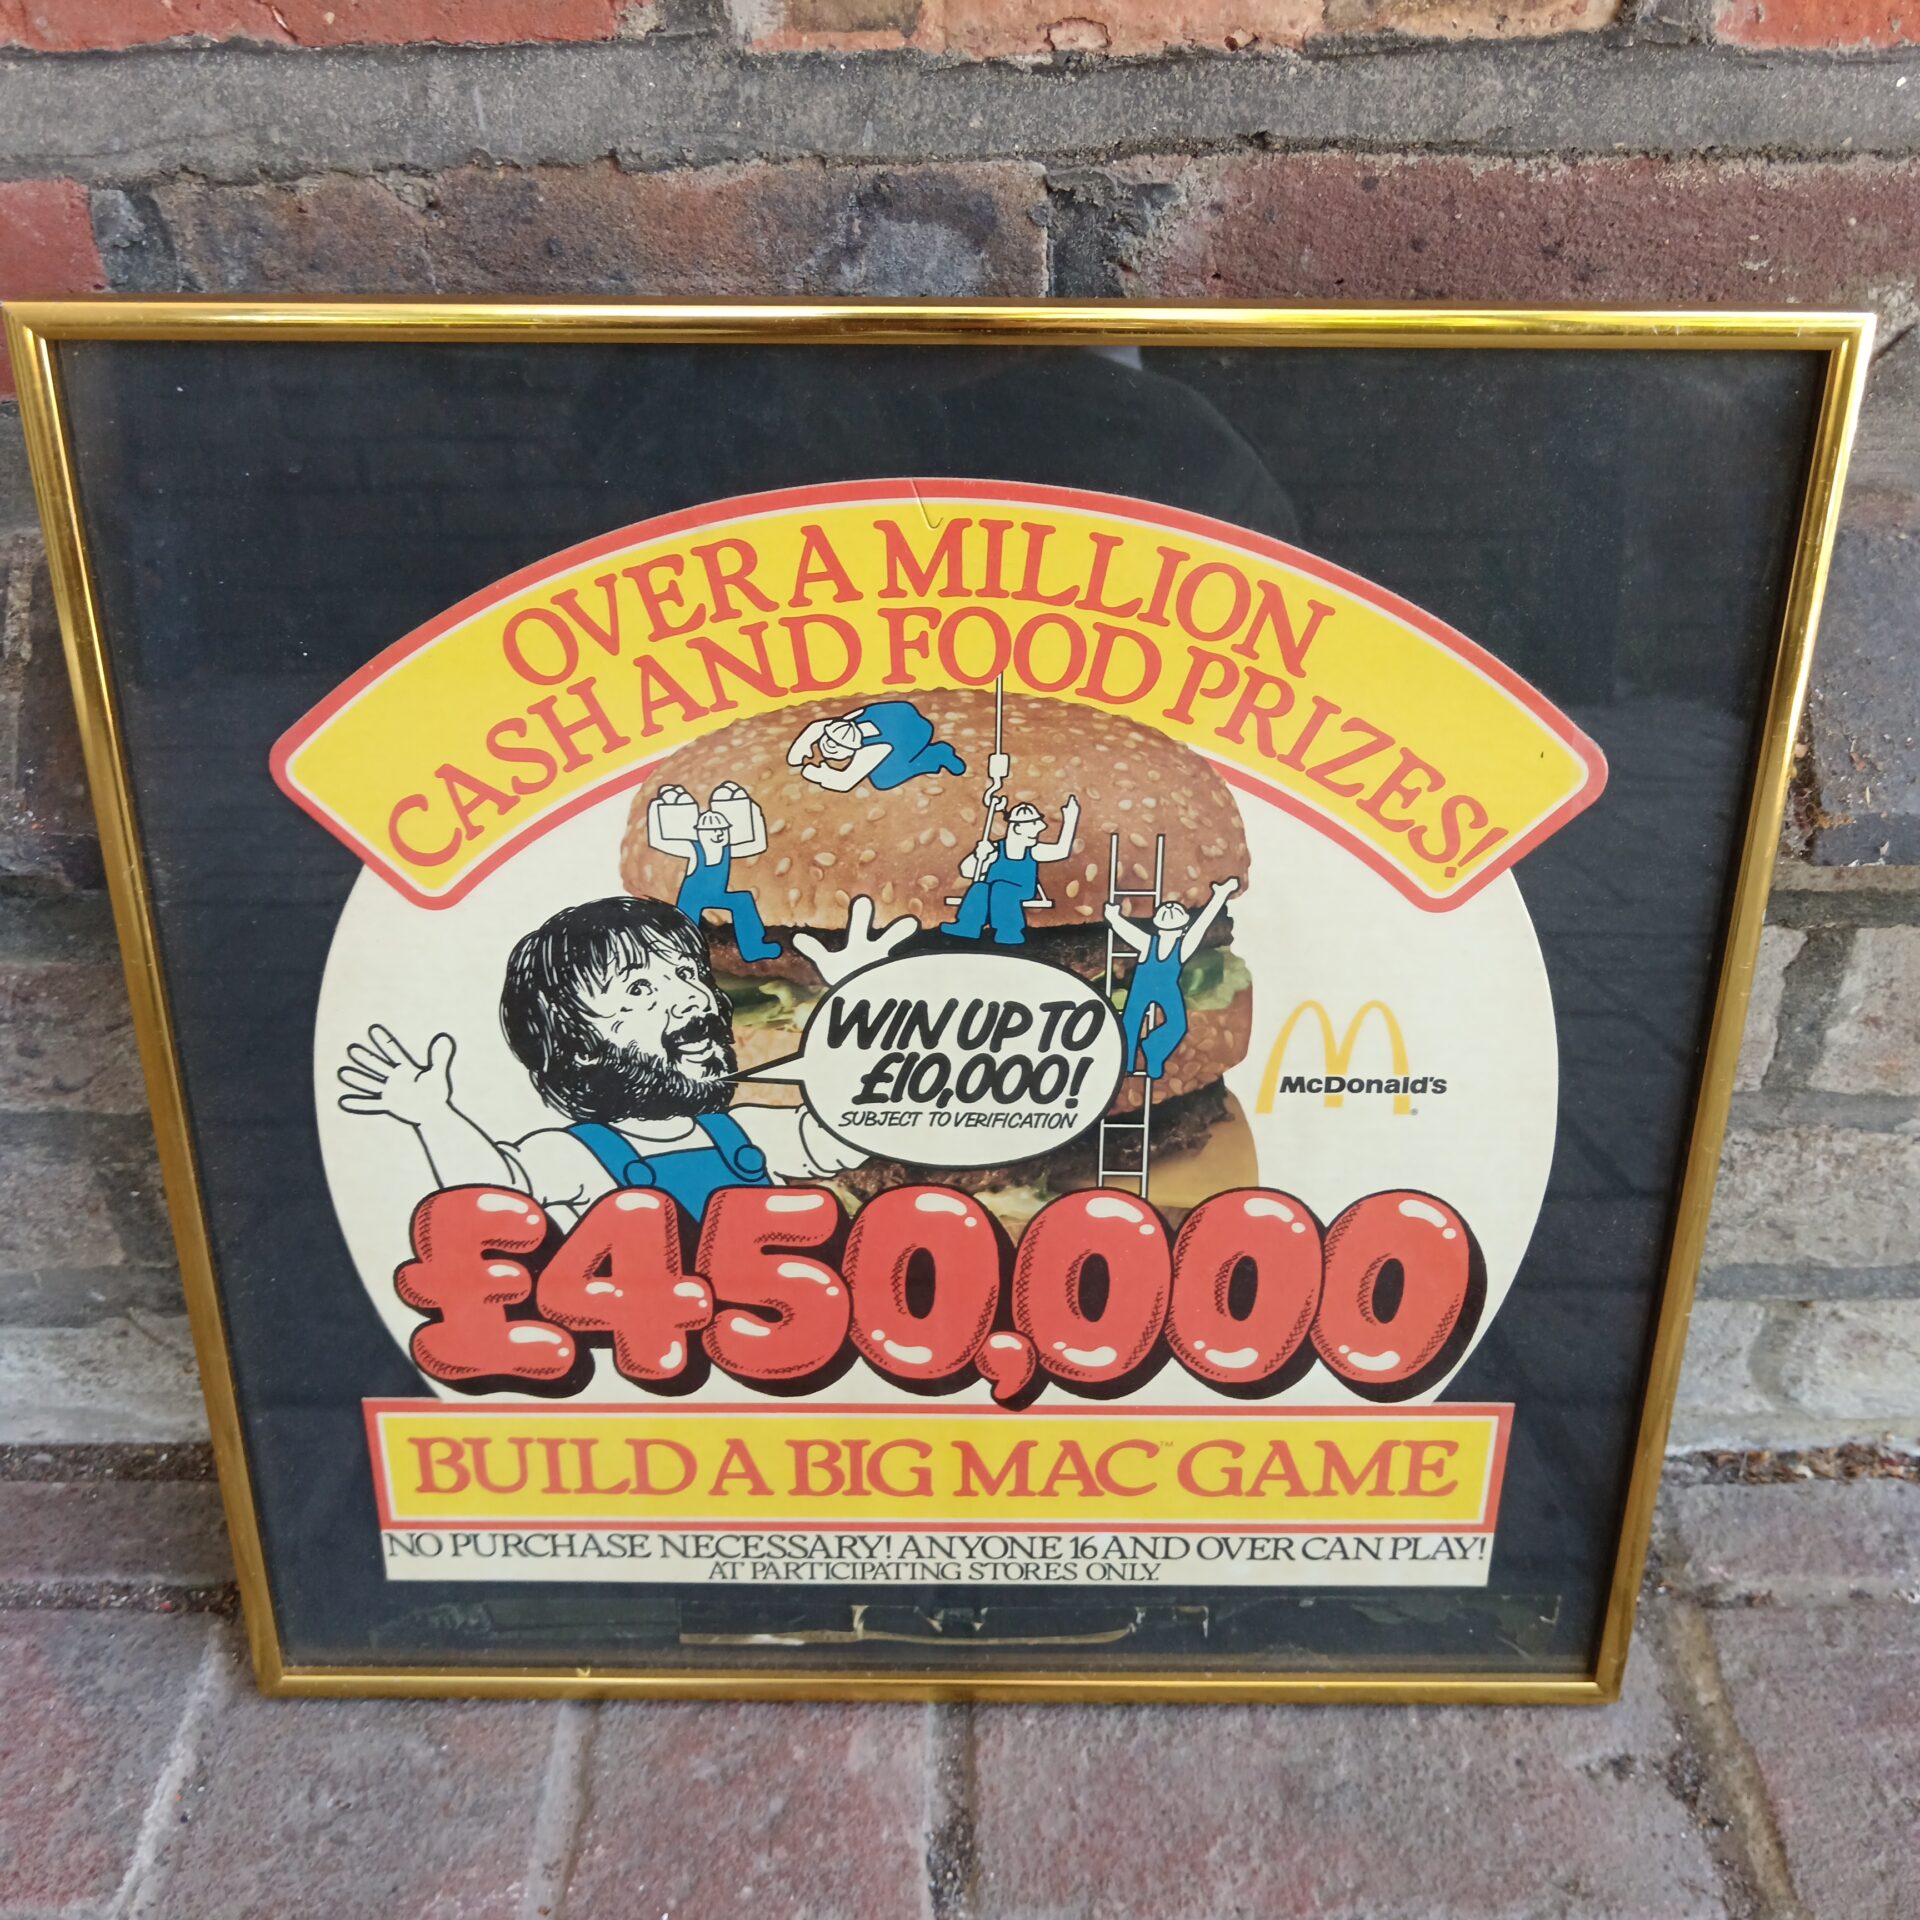 OVER A MILLION
CASH AND FOOD PRIZES!
WIN UP TO
£10,000!
SUBJECT TO VERIFICATION
McDonald's®
£450,000
BUILD A BIG MAC™ GAME
NO PURCHASE NECESSARY! ANYONE 16 AND OVER CAN PLAY!
AT PARTICIPATING STORES ONLY.